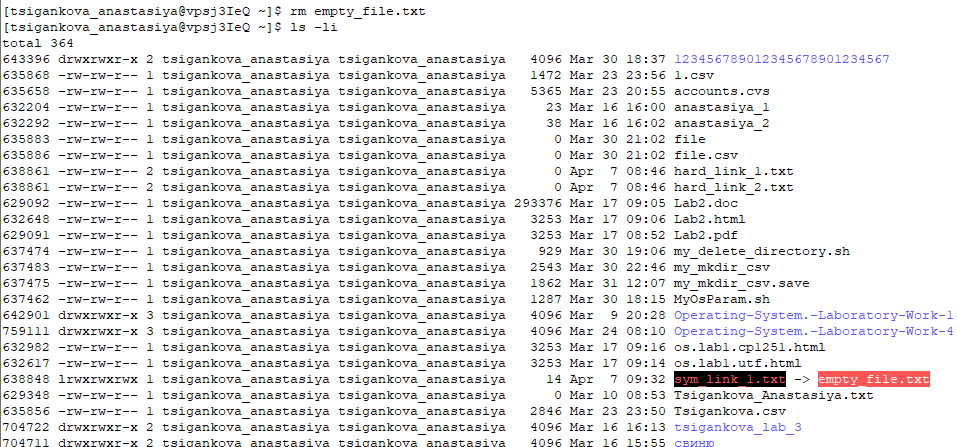 [tsigankova_anastasiya@vpsj3IeQ ~]$ rm empty_file.txt
[tsigankova_anastasiya@vpsj3IeQ ~]$ ls -li
total 364
643396 drwxrwxr-x 2 tsigankova_anastasiya tsigankova_anastasiya   4096 Mar 30 18:37 1234567890123456789012345​67
635868 -rw-rw-r-- 1 tsigankova_anastasiya tsigankova_anastasiya   1472 Mar 23 23:56 1.csv
635658 -rw-rw-r-- 1 tsigankova_anastasiya tsigankova_anastasiya   5365 Mar 23 20:55 accounts.cvs
632204 -rw-rw-r-- 1 tsigankova_anastasiya tsigankova_anastasiya     23 Mar 16 16:00 anastasiya_1
632292 -rw-rw-r-- 1 tsigankova_anastasiya tsigankova_anastasiya     38 Mar 16 16:02 anastasiya_2
635883 -rw-rw-r-- 1 tsigankova_anastasiya tsigankova_anastasiya      0 Mar 30 21:02 file
635886 -rw-rw-r-- 1 tsigankova_anastasiya tsigankova_anastasiya      0 Mar 30 21:02 file.csv
638861 -rw-rw-r-- 2 tsigankova_anastasiya tsigankova_anastasiya      0 Apr  7 08:46 hard_link_1.txt
638861 -rw-rw-r-- 2 tsigankova_anastasiya tsigankova_anastasiya      0 Apr  7 08:46 hard_link_2.txt
629092 -rw-rw-r-- 1 tsigankova_anastasiya tsigankova_anastasiya 293376 Mar 17 09:05 Lab2.doc
632648 -rw-rw-r-- 1 tsigankova_anastasiya tsigankova_anastasiya   3253 Mar 17 09:06 Lab2.html
629091 -rw-rw-r-- 1 tsigankova_anastasiya tsigankova_anastasiya   3253 Mar 17 08:52 Lab2.pdf
637474 -rw-rw-r-- 1 tsigankova_anastasiya tsigankova_anastasiya    929 Mar 30 19:06 my_delete_directory.sh
637483 -rw-rw-r-- 1 tsigankova_anastasiya tsigankova_anastasiya   2543 Mar 30 22:46 my_mkdir_csv
637475 -rw-rw-r-- 1 tsigankova_anastasiya tsigankova_anastasiya   1862 Mar 31 12:07 my_mkdir_csv.save
637462 -rw-rw-r-- 1 tsigankova_anastasiya tsigankova_anastasiya   1287 Mar 30 18:15 MyOsParam.sh
642901 drwxrwxr-x 3 tsigankova_anastasiya tsigankova_anastasiya   4096 Mar  9 20:28 Operating-System.-Laboratory-Work-1
759111 drwxrwxr-x 3 tsigankova_anastasiya tsigankova_anastasiya   4096 Mar 24 08:10 Operating-System.-Laboratory-Work-4
632982 -rw-rw-r-- 1 tsigankova_anastasiya tsigankova_anastasiya   3253 Mar 17 09:16 os.lab1.cp1251.html
632617 -rw-rw-r-- 1 tsigankova_anastasiya tsigankova_anastasiya   3253 Mar 17 09:14 os.lab1.utf.html
638848 lrwxrwxrwx 1 tsigankova_anastasiya tsigankova_anastasiya     14 Apr  7 09:32 sym_link_1.txt -> empty_file.txt
629348 -rw-rw-r-- 1 tsigankova_anastasiya tsigankova_anastasiya      0 Mar 10 08:53 Tsigankova_Anastasiya.txt
635856 -rw-rw-r-- 1 tsigankova_anastasiya tsigankova_anastasiya   2846 Mar 23 23:50 Tsigankova.csv
704722 drwxrwxr-x 2 tsigankova_anastasiya tsigankova_anastasiya   4096 Mar 16 16:13 tsigankova_lab_3
704711 drwxrwxr-x 2 tsigankova_anastasiya tsigankova_anastasiya   4096 Mar 16 15:55 свиню